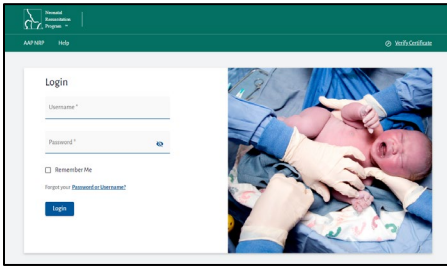 Neonatal
Resuscitation
Program
AAP NRP Help Verify Certificate
Login
Username *
Password *
Remember Me
Forgot your Password or Username?
Login